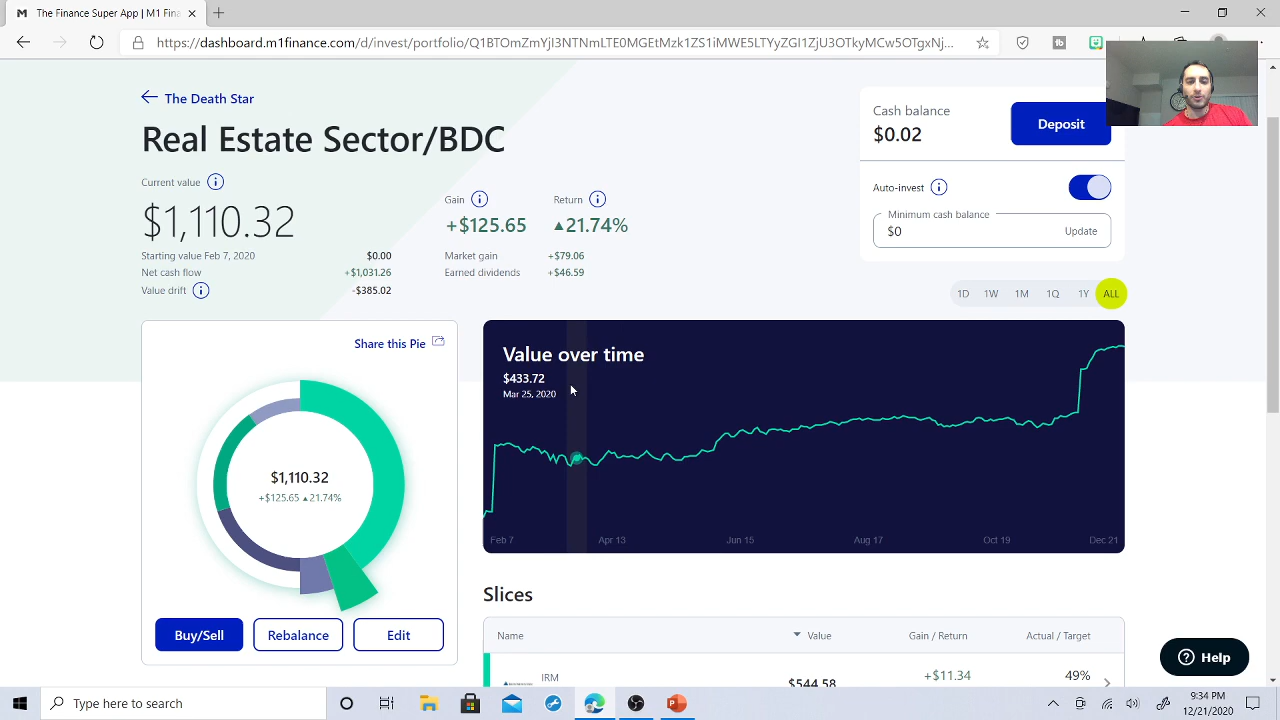 The Finance Super App | M1 Fina
https://dashboard.m1finance.com/d/invest/portfolio/Q1BTOmZmYjI3NTNmLTE0MGEtMzk1ZS1iMWE5LTYyZGI1ZjU3OTkyMCw5OTgxNj...
The Death Star
Real Estate Sector/BDC
Current value
$1,110.32
Starting value Feb 7, 2020 $0.00
Net cash flow +$1,031.26
Value drift -$385.02
Gain
+$125.65
Return
21.74%
Market gain +$79.06
Earned dividends +$46.59
Cash balance
$0.02
Deposit
Auto-invest
Minimum cash balance
$0 Update
1D 1W 1M 1Q 1Y ALL
Share this Pie
$1,110.32
+$125.65 ▲21.74%
Buy/Sell Rebalance Edit
Value over time
$433.72
Mar 25, 2020
Feb 7 Apr 13 Jun 15 Aug 17 Oct 19 Dec 21
Slices
Name Value Gain / Return Actual / Target
IRM
$544.58 +$11.34 49%
Help
Type here to search
9:34 PM
12/21/2020